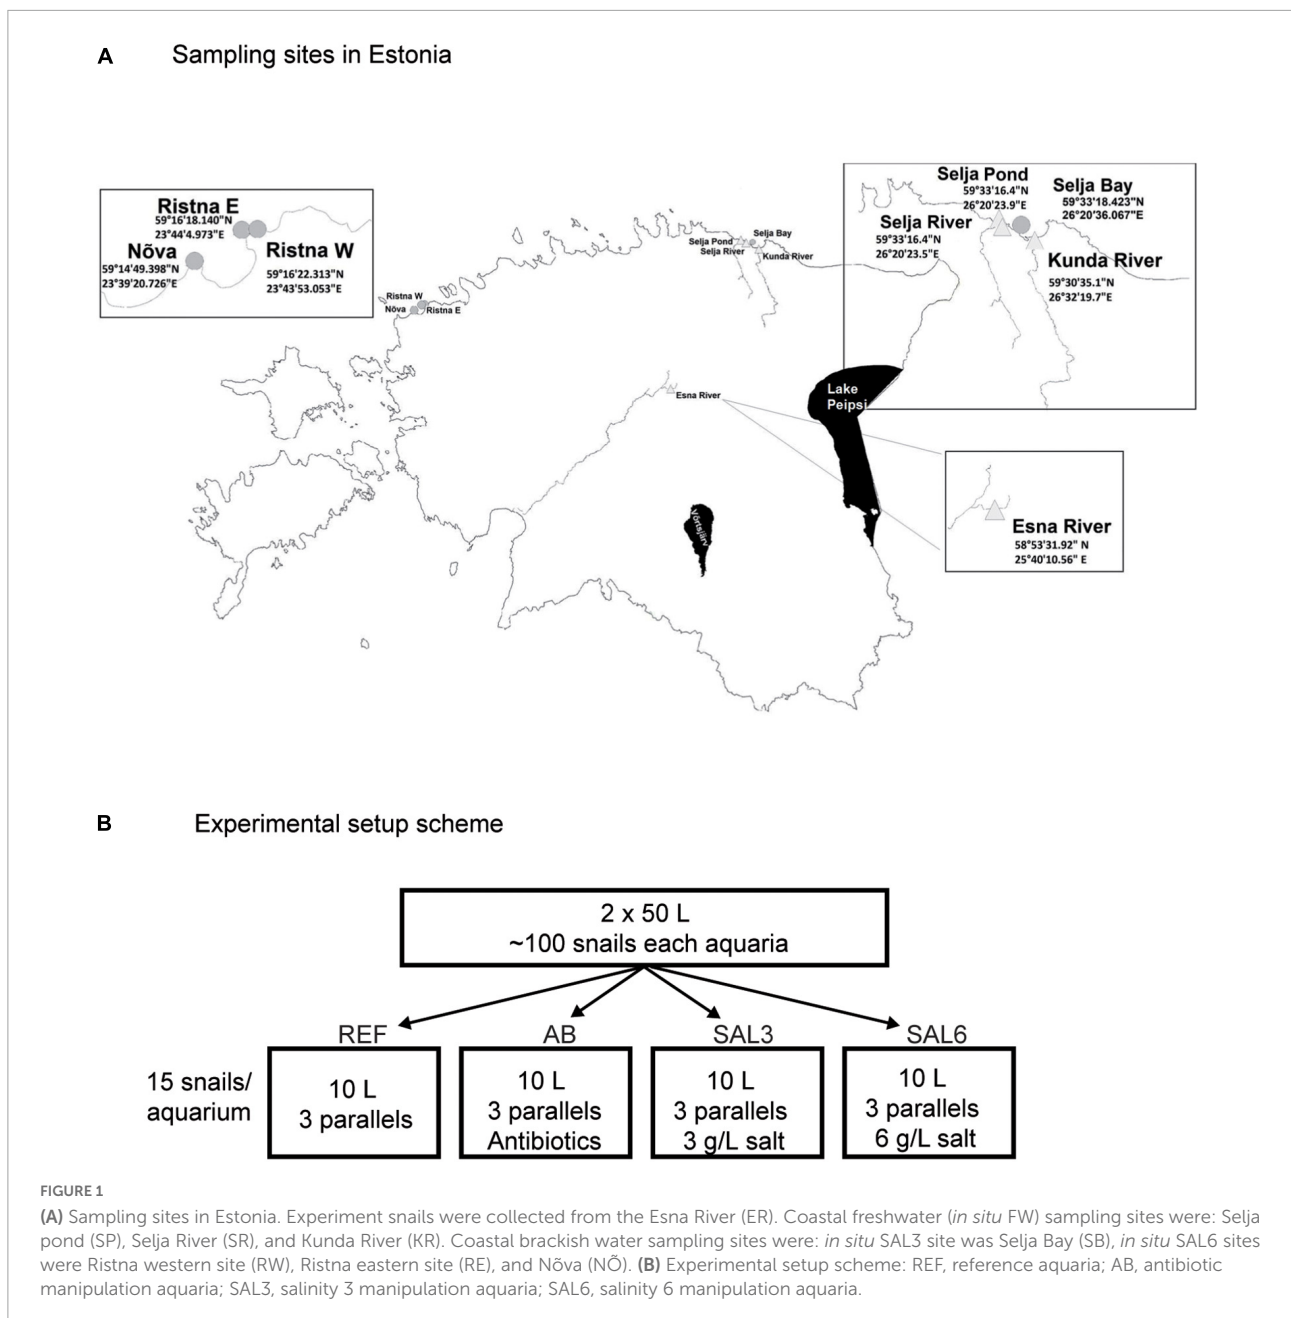 A Sampling sites in Estonia
Ristna E
59°16'18.140"N
23°44'4.973"E
Nõva
59°14'49.398"N
23°39'20.726"E
Ristna W
59°16'22.313"N
23°43'53.053"E
Selja Pond
59°33'16.4"N
26°20'23.9"E
Selja Bay
59°33'18.423"N
26°20'36.067"E
Selja River
59°33'16.4"N
26°20'23.5"E
Kunda River
59°30'35.1"N
26°32'19.7"E
Selja Pond
Selja Bay
Selja River
Kunda River
Ristna W
Nõva
Ristna E
Esna River
Lake
Peipsi
Võrtsjärv
Esna River
58°53'31.92" N
25°40'10.56" E
B Experimental setup scheme
2 x 50 L
~100 snails each aquaria
REF AB SAL3 SAL6
15 snails/
aquarium
10 L
3 parallels
10 L
3 parallels
Antibiotics
10 L
3 parallels
3 g/L salt
10 L
3 parallels
6 g/L salt
FIGURE 1
(A) Sampling sites in Estonia. Experiment snails were collected from the Esna River (ER). Coastal freshwater (in situ FW) sampling sites were: Selja
pond (SP), Selja River (SR), and Kunda River (KR). Coastal brackish water sampling sites were: in situ SAL3 site was Selja Bay (SB), in situ SAL6 sites
were Ristna western site (RW), Ristna eastern site (RE), and Nõva (NÕ). (B) Experimental setup scheme: REF, reference aquaria; AB, antibiotic
manipulation aquaria; SAL3, salinity 3 manipulation aquaria; SAL6, salinity 6 manipulation aquaria.